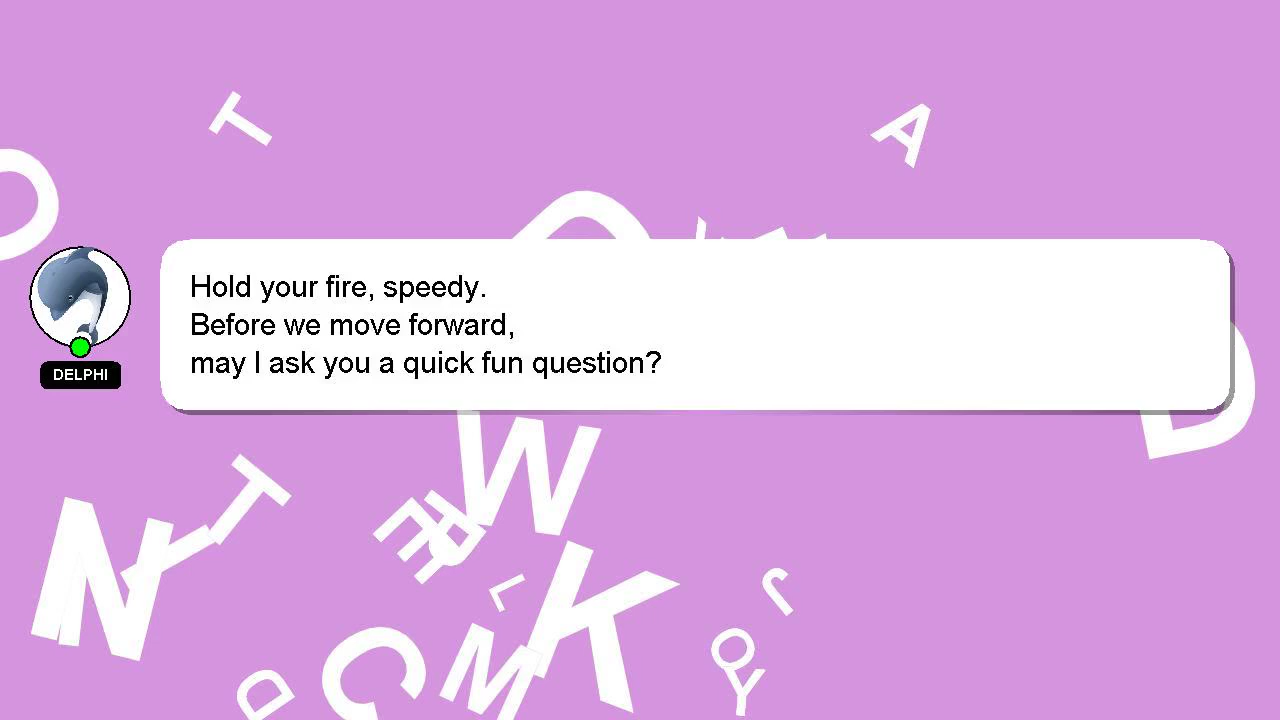 T
A
O
Hold your fire, speedy.
Before we move forward,
may I ask you a quick fun question?
DELPHI
D
W
T
N
E
R
L
K
J
C
M
O
Y
D